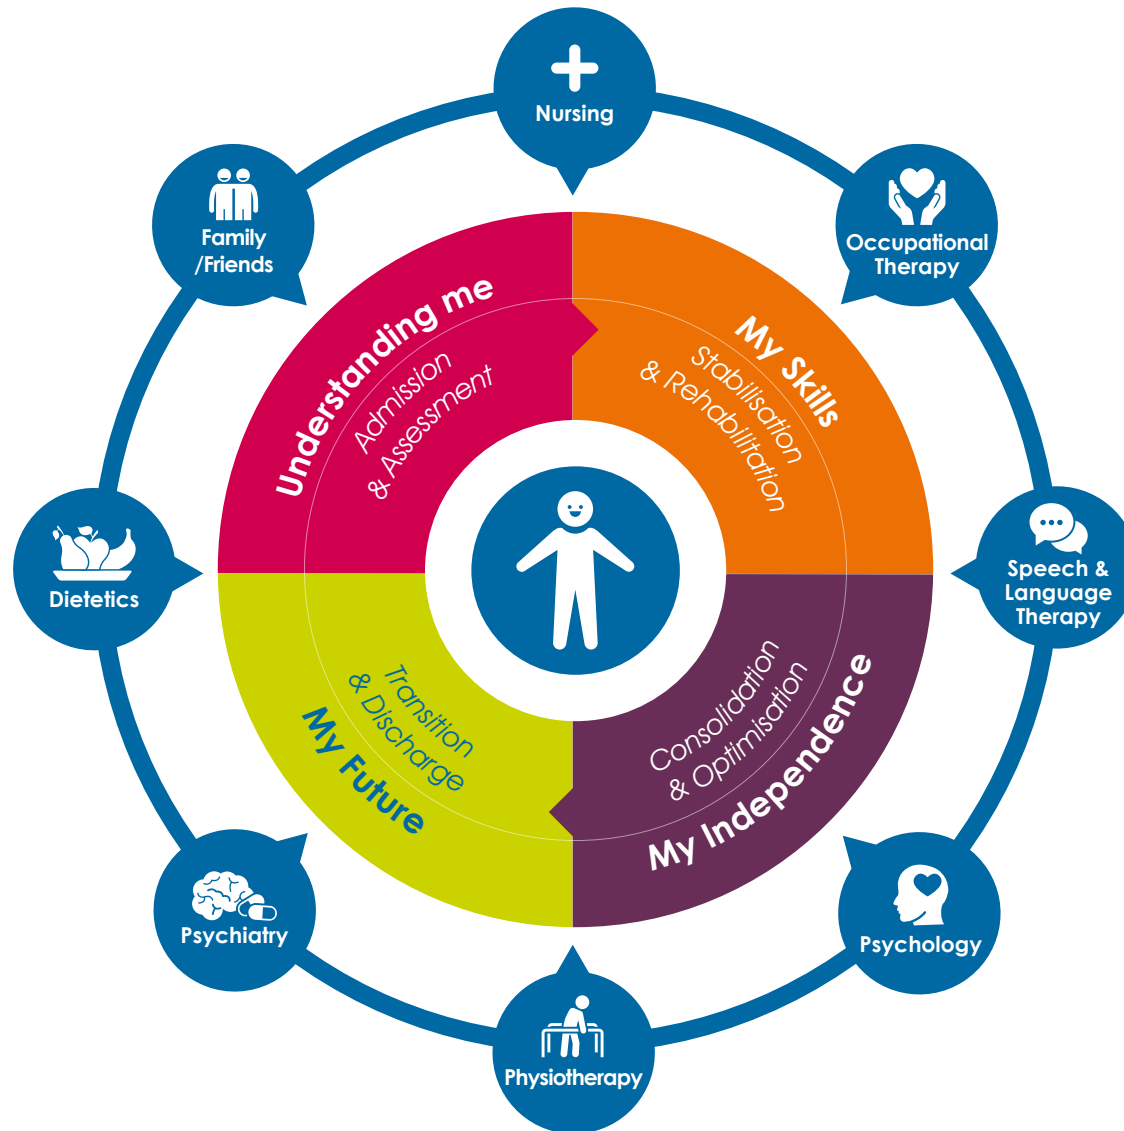 Nursing
Family
/Friends
Occupational
Therapy
Understanding me
Admission
& Assessment
My Skills
Stabilisation
& Rehabilitation
Dietetics
Speech &
Language
Therapy
Transition
& Discharge
My Future
Consolidation
& Optimisation
My Independence
Psychiatry
Psychology
Physiotherapy